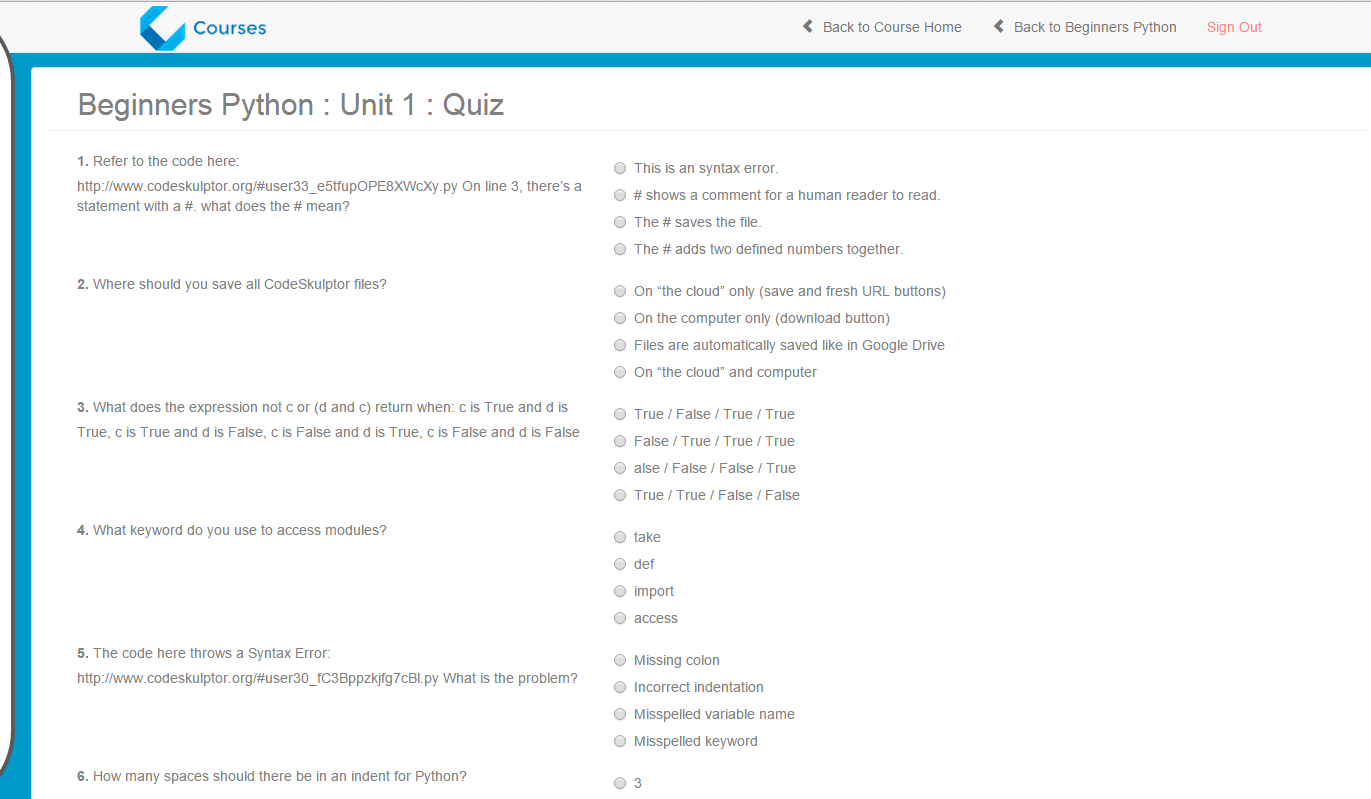 Courses
Back to Course Home
Back to Beginners Python
Sign Out
Beginners Python : Unit 1 : Quiz
1. Refer to the code here:
http://www.codeskulptor.org/#user33_e5tfupOPE8XWcXy.py On line 3, there's a
statement with a #. what does the # mean?
This is an syntax error.
# shows a comment for a human reader to read.
The # saves the file.
The # adds two defined numbers together.
2. Where should you save all CodeSkulptor files?
On “the cloud” only (save and fresh URL buttons)
On the computer only (download button)
Files are automatically saved like in Google Drive
On “the cloud” and computer
3. What does the expression not c or (d and c) return when: c is True and d is
True, c is True and d is False, c is False and d is True, c is False and d is False
True / False / True / True
False / True / True / True
alse / False / False / True
True / True / False / False
4. What keyword do you use to access modules?
take
def
import
access
5. The code here throws a Syntax Error:
http://www.codeskulptor.org/#user30_fC3Bppzkjfg7cBl.py What is the problem?
Missing colon
Incorrect indentation
Misspelled variable name
Misspelled keyword
6. How many spaces should there be in an indent for Python?
3